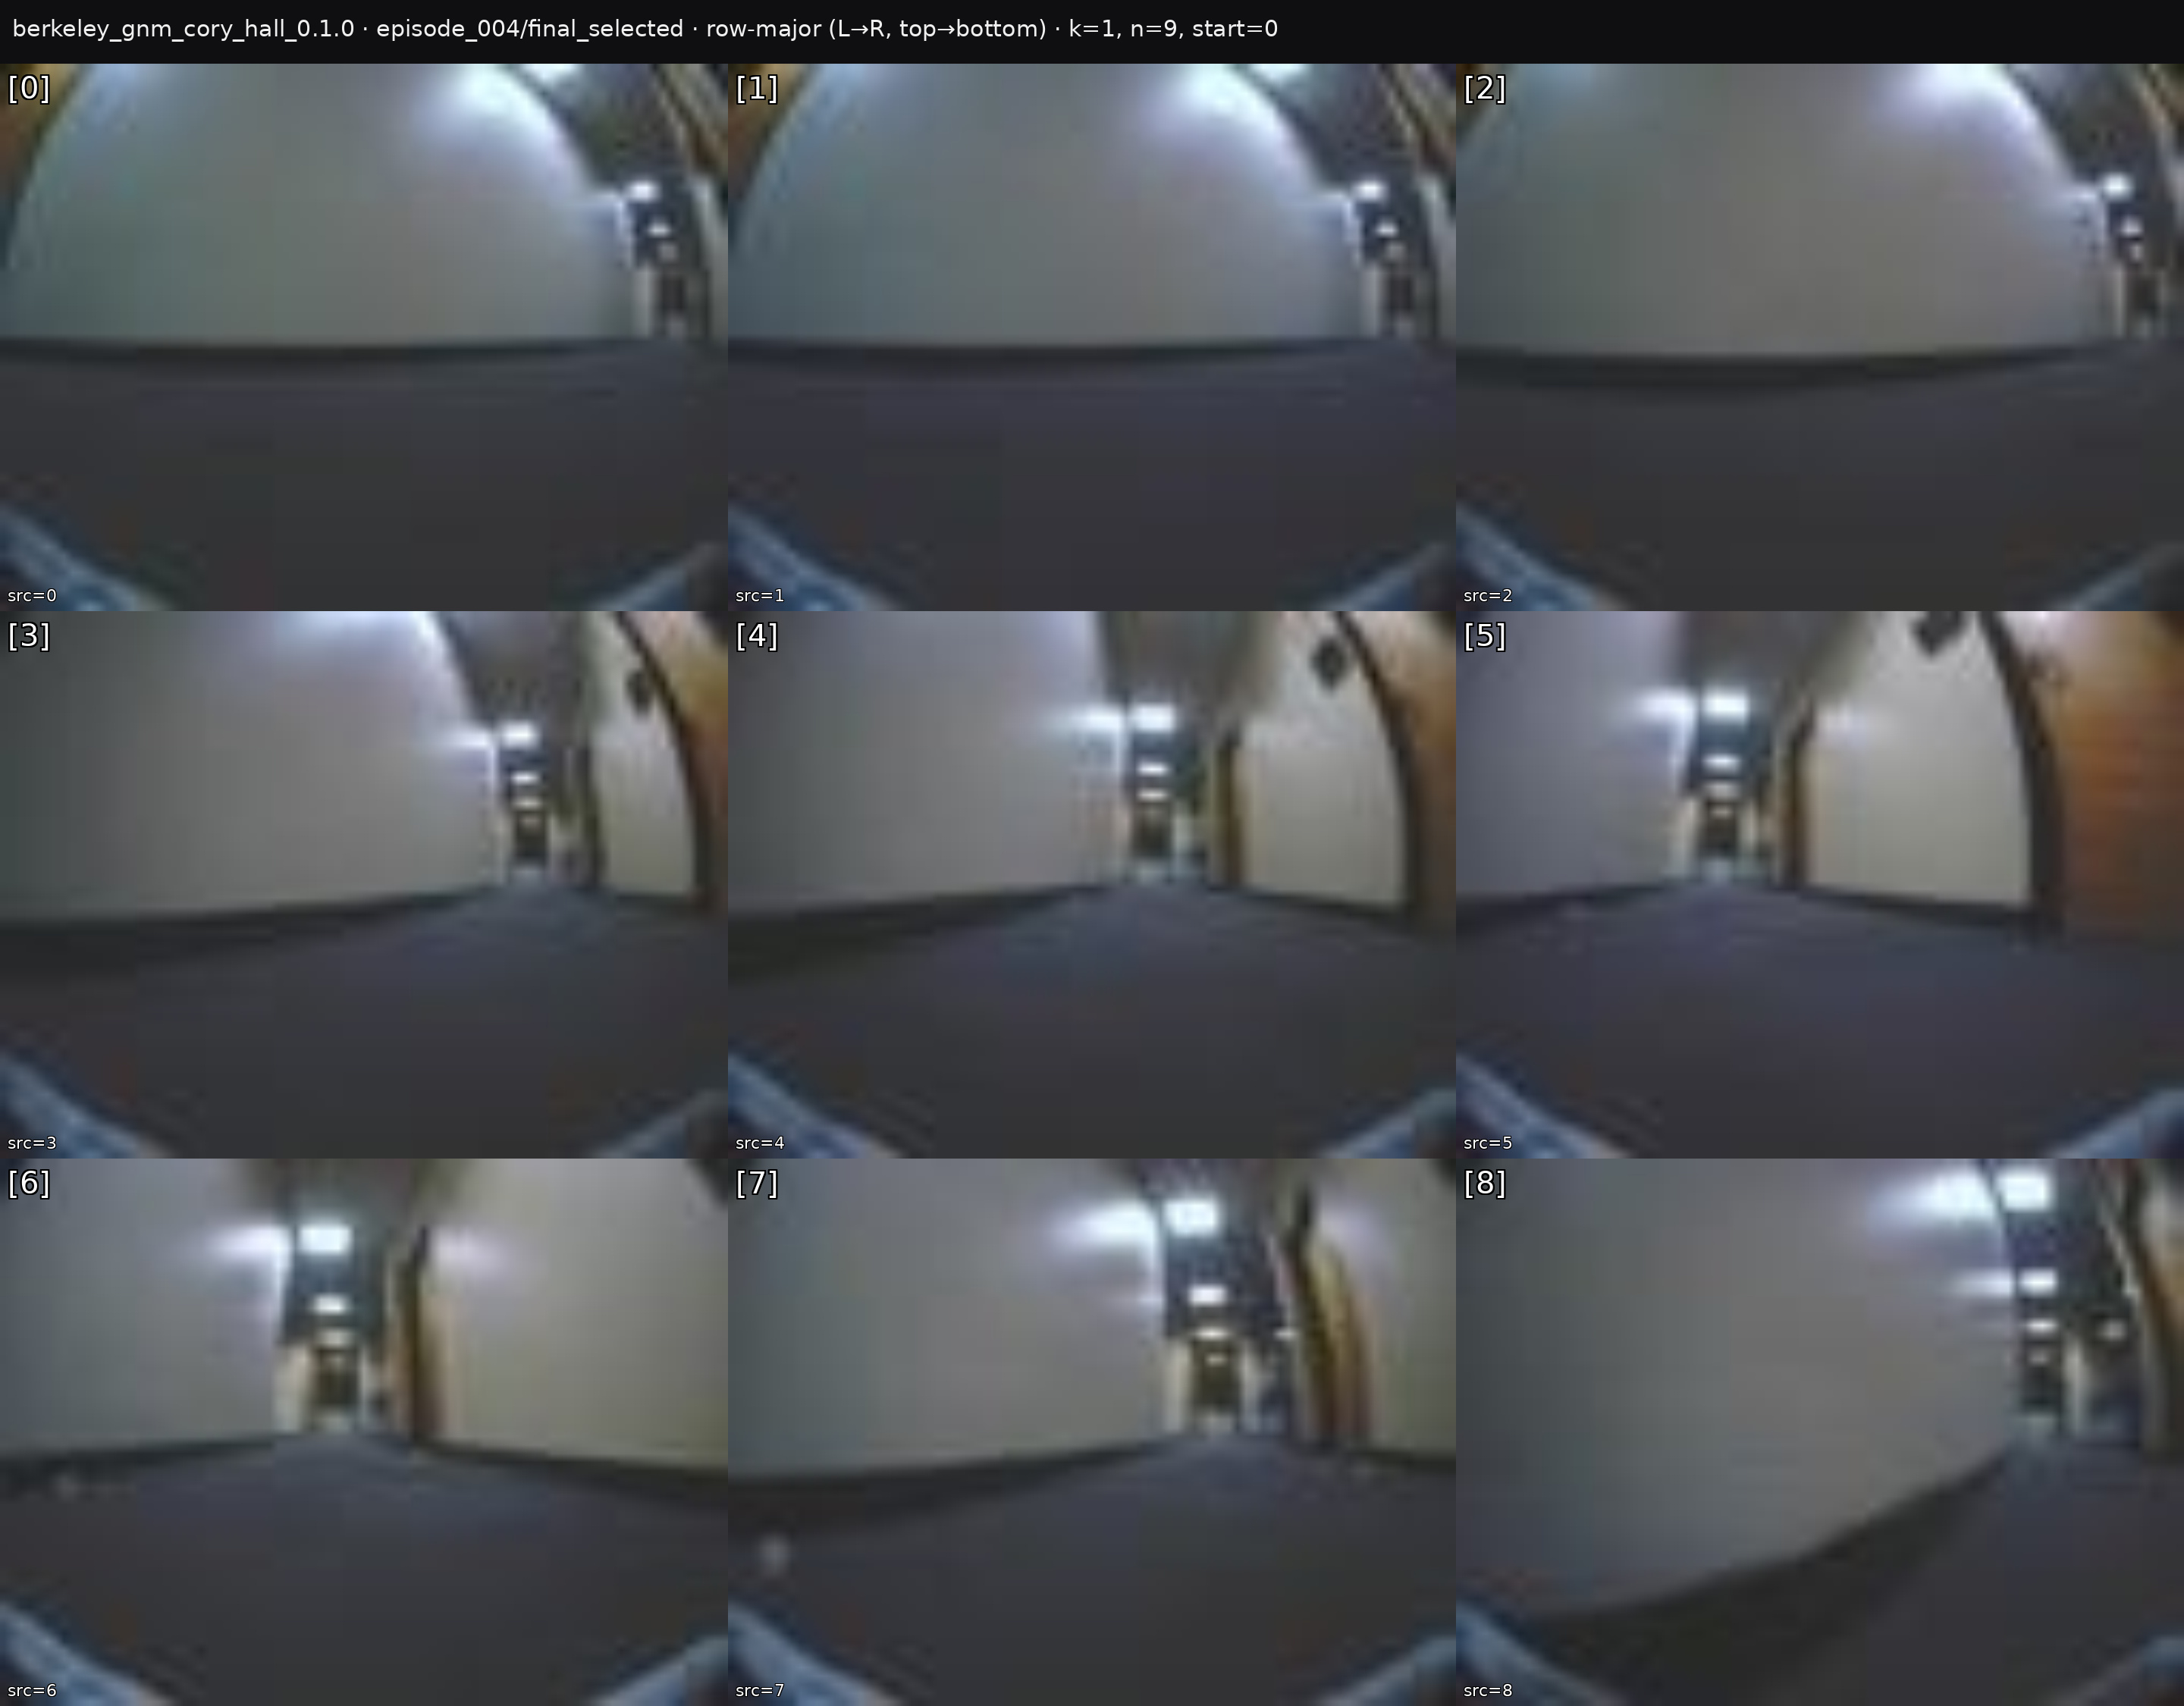 berkeley_gnm_cory_hall_0.1.0 · episode_004/final_selected · row-major (L→R, top→bottom) · k=1, n=9, start=0
[0]
[1]
[2]
src=0
src=1
src=2
[3]
[4]
[5]
src=3
src=4
src=5
[6]
[7]
[8]
src=6
src=7
src=8